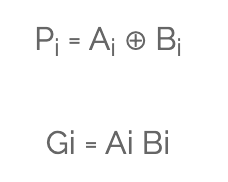 Pᵢ = Aᵢ ⊕ Bᵢ
Gi = Ai Bi